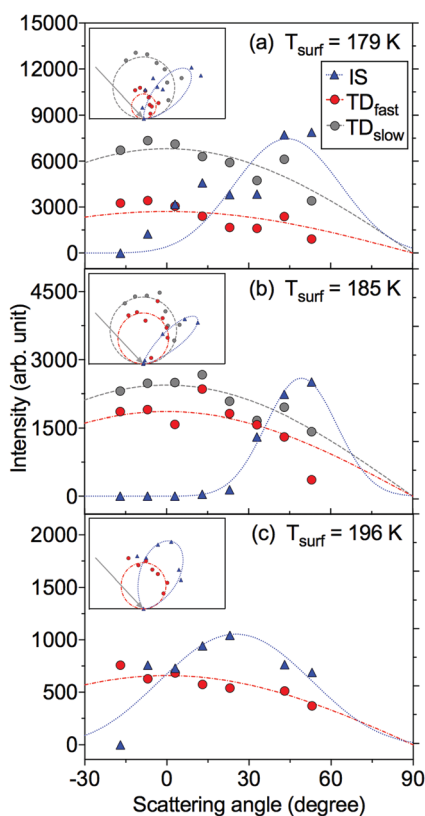 15000
12000
9000
6000
3000
0
(a) T_surf = 179 K
IS
TD_fast
TD_slow
4500
3000
1500
0
(b) T_surf = 185 K
Intensity (arb. unit)
2000
1500
1000
500
0
(c) T_surf = 196 K
-30 0 30 60 90
Scattering angle (degree)